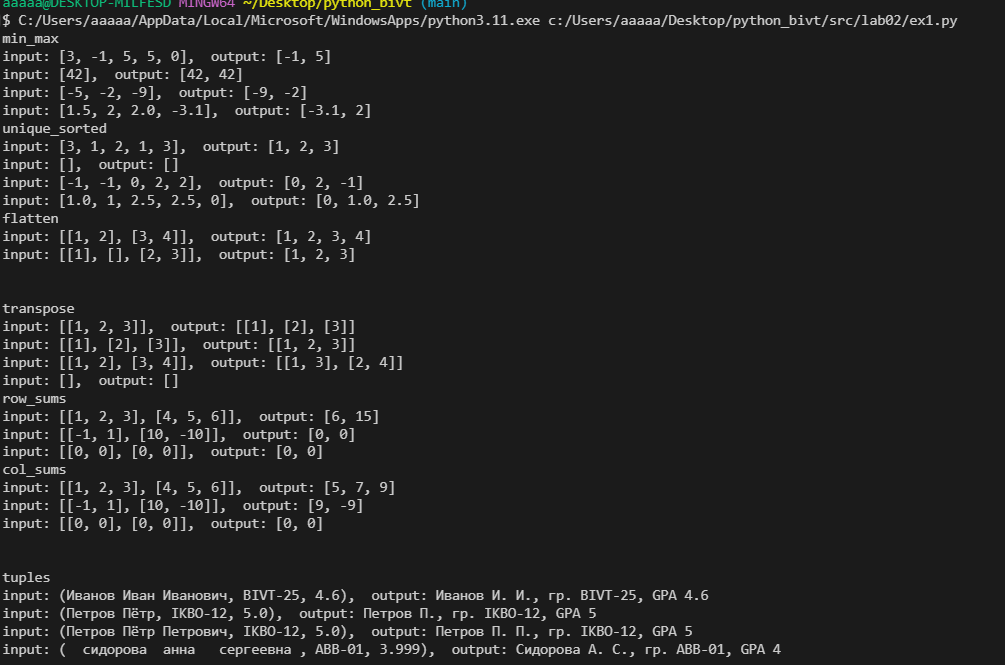 aaaaa@DESKTOP-MILFESD MINGW64 ~/Desktop/python_bivt (main)
$ C:/Users/aaaaa/AppData/Local/Microsoft/WindowsApps/python3.11.exe c:/Users/aaaaa/Desktop/python_bivt/src/lab02/ex1.py
min_max
input: [3, -1, 5, 5, 0],  output: [-1, 5]
input: [42],  output: [42, 42]
input: [-5, -2, -9],  output: [-9, -2]
input: [1.5, 2, 2.0, -3.1],  output: [-3.1, 2]
unique_sorted
input: [3, 1, 2, 1, 3],  output: [1, 2, 3]
input: [],  output: []
input: [-1, -1, 0, 2, 2],  output: [0, 2, -1]
input: [1.0, 1, 2.5, 2.5, 0],  output: [0, 1.0, 2.5]
flatten
input: [[1, 2], [3, 4]],  output: [1, 2, 3, 4]
input: [[1], [], [2, 3]],  output: [1, 2, 3]
transpose
input: [[1, 2, 3]],  output: [[1], [2], [3]]
input: [[1], [2], [3]],  output: [[1, 2, 3]]
input: [[1, 2], [3, 4]],  output: [[1, 3], [2, 4]]
input: [],  output: []
row_sums
input: [[1, 2, 3], [4, 5, 6]],  output: [6, 15]
input: [[-1, 1], [10, -10]],  output: [0, 0]
input: [[0, 0], [0, 0]],  output: [0, 0]
col_sums
input: [[1, 2, 3], [4, 5, 6]],  output: [5, 7, 9]
input: [[-1, 1], [10, -10]],  output: [9, -9]
input: [[0, 0], [0, 0]],  output: [0, 0]
tuples
input: (Иванов Иван Иванович, BIVT-25, 4.6),  output: Иванов И. И., гр. BIVT-25, GPA 4.6
input: (Петров Пётр, IKBO-12, 5.0),  output: Петров П., гр. IKBO-12, GPA 5
input: (Петров Пётр Петрович, IKBO-12, 5.0),  output: Петров П. П., гр. IKBO-12, GPA 5
input: (  сидорова  анна   сергеевна , ABB-01, 3.999),  output: Сидорова А. С., гр. ABB-01, GPA 4